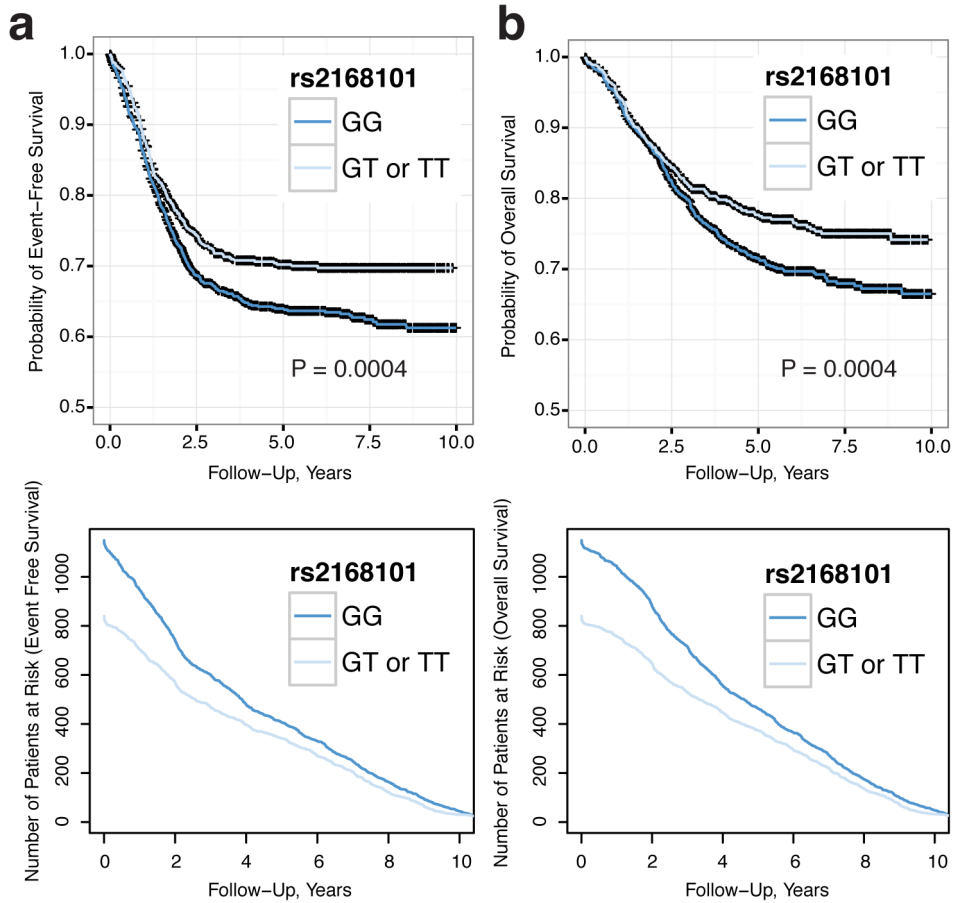 a
Probability of Event–Free Survival
1.0
0.9
0.8
0.7
0.6
0.5
rs2168101
GG
GT or TT
P = 0.0004
0.0 2.5 5.0 7.5 10.0
Follow–Up, Years
b
Probability of Overall Survival
1.0
0.9
0.8
0.7
0.6
0.5
rs2168101
GG
GT or TT
P = 0.0004
0.0 2.5 5.0 7.5 10.0
Follow–Up, Years
Number of Patients at Risk (Event Free Survival)
1000
800
600
400
200
0
rs2168101
GG
GT or TT
0 2 4 6 8 10
Follow–Up, Years
Number of Patients at Risk (Overall Survival)
1000
800
600
400
200
0
rs2168101
GG
GT or TT
0 2 4 6 8 10
Follow–Up, Years